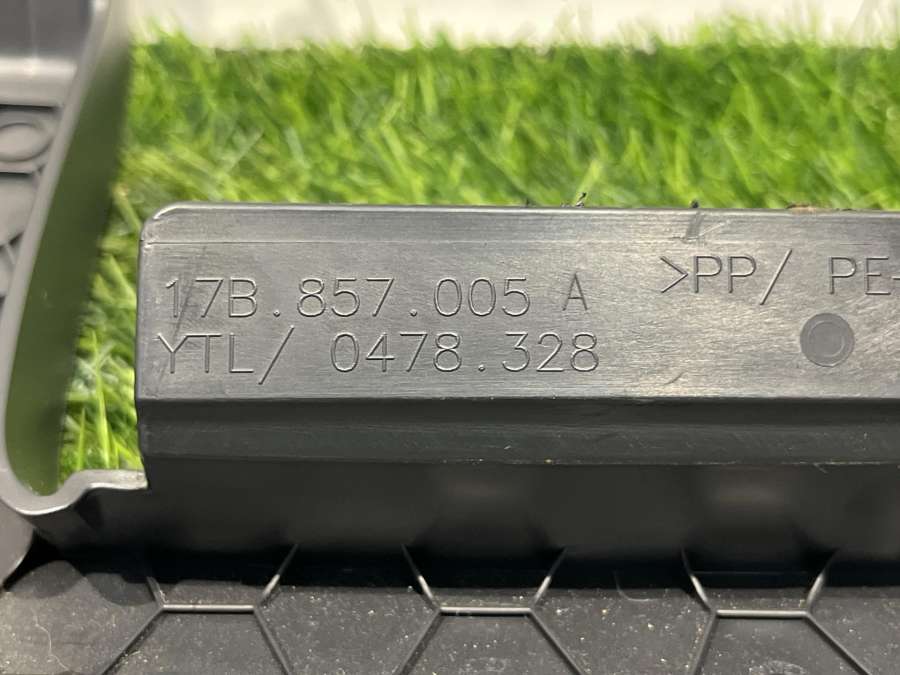 17B.857.005 A
YTL/ 0478.328
>PP/ PE-